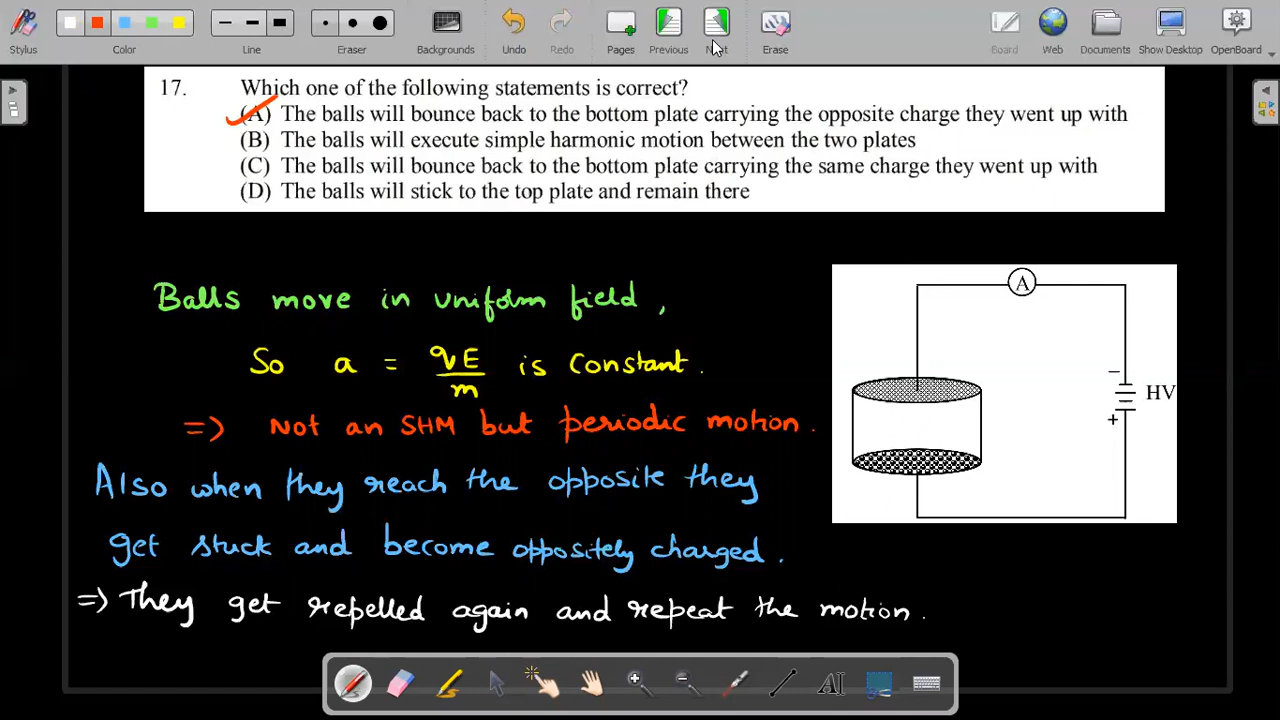 Stylus
Color
Line
Eraser
Backgrounds
Undo
Redo
Pages
Previous
Next
Erase
Board
Web
Documents
Show Desktop
OpenBoard
17. Which one of the following statements is correct?
(A) The balls will bounce back to the bottom plate carrying the opposite charge they went up with
(B) The balls will execute simple harmonic motion between the two plates
(C) The balls will bounce back to the bottom plate carrying the same charge they went up with
(D) The balls will stick to the top plate and remain there
Balls move in uniform field,
So a = qE/m is constant.
=> Not an SHM but periodic motion.
Also when they reach the opposite they
get stuck and become oppositely charged.
=> They get repelled again and repeat the motion.
A
−
HV
+
AI